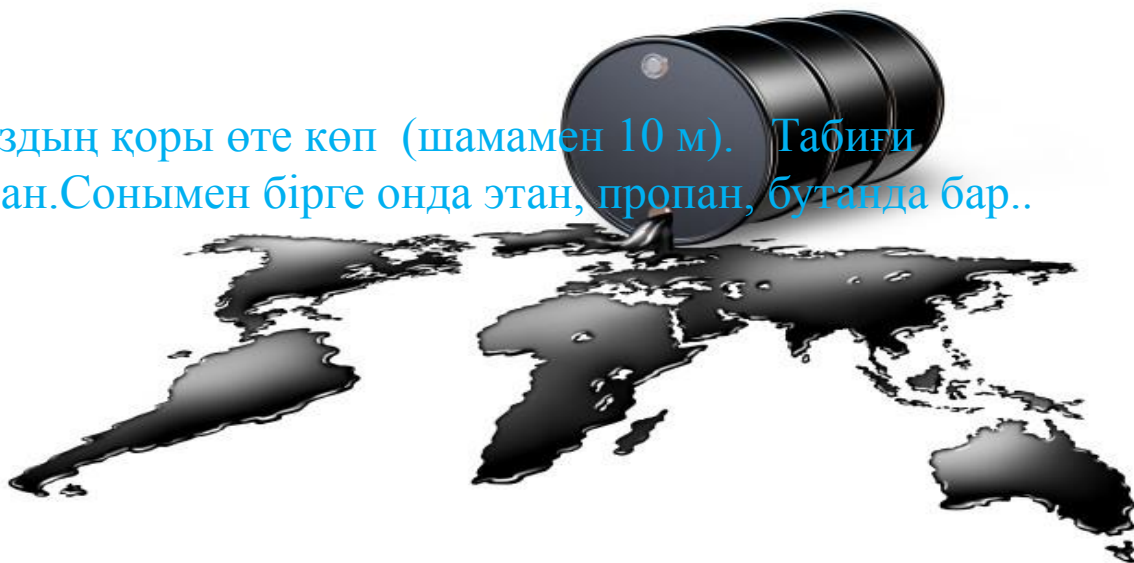 здың қоры өте көп (шамамен 10 м). Табиғи
ан.Сонымен бірге онда этан, пропан, бутанда бар..